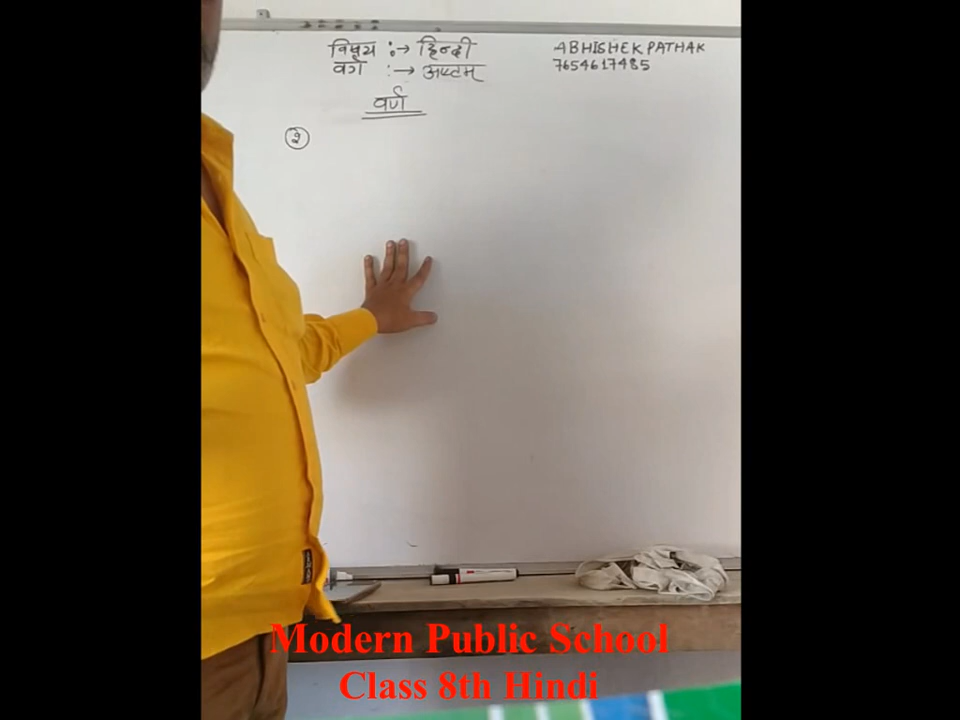 विषय :→ हिन्दी
वर्ग :→ अष्टम्
ABHISHEK PATHAK
7654617485
वर्ण
२
Modern Public School
Class 8th Hindi